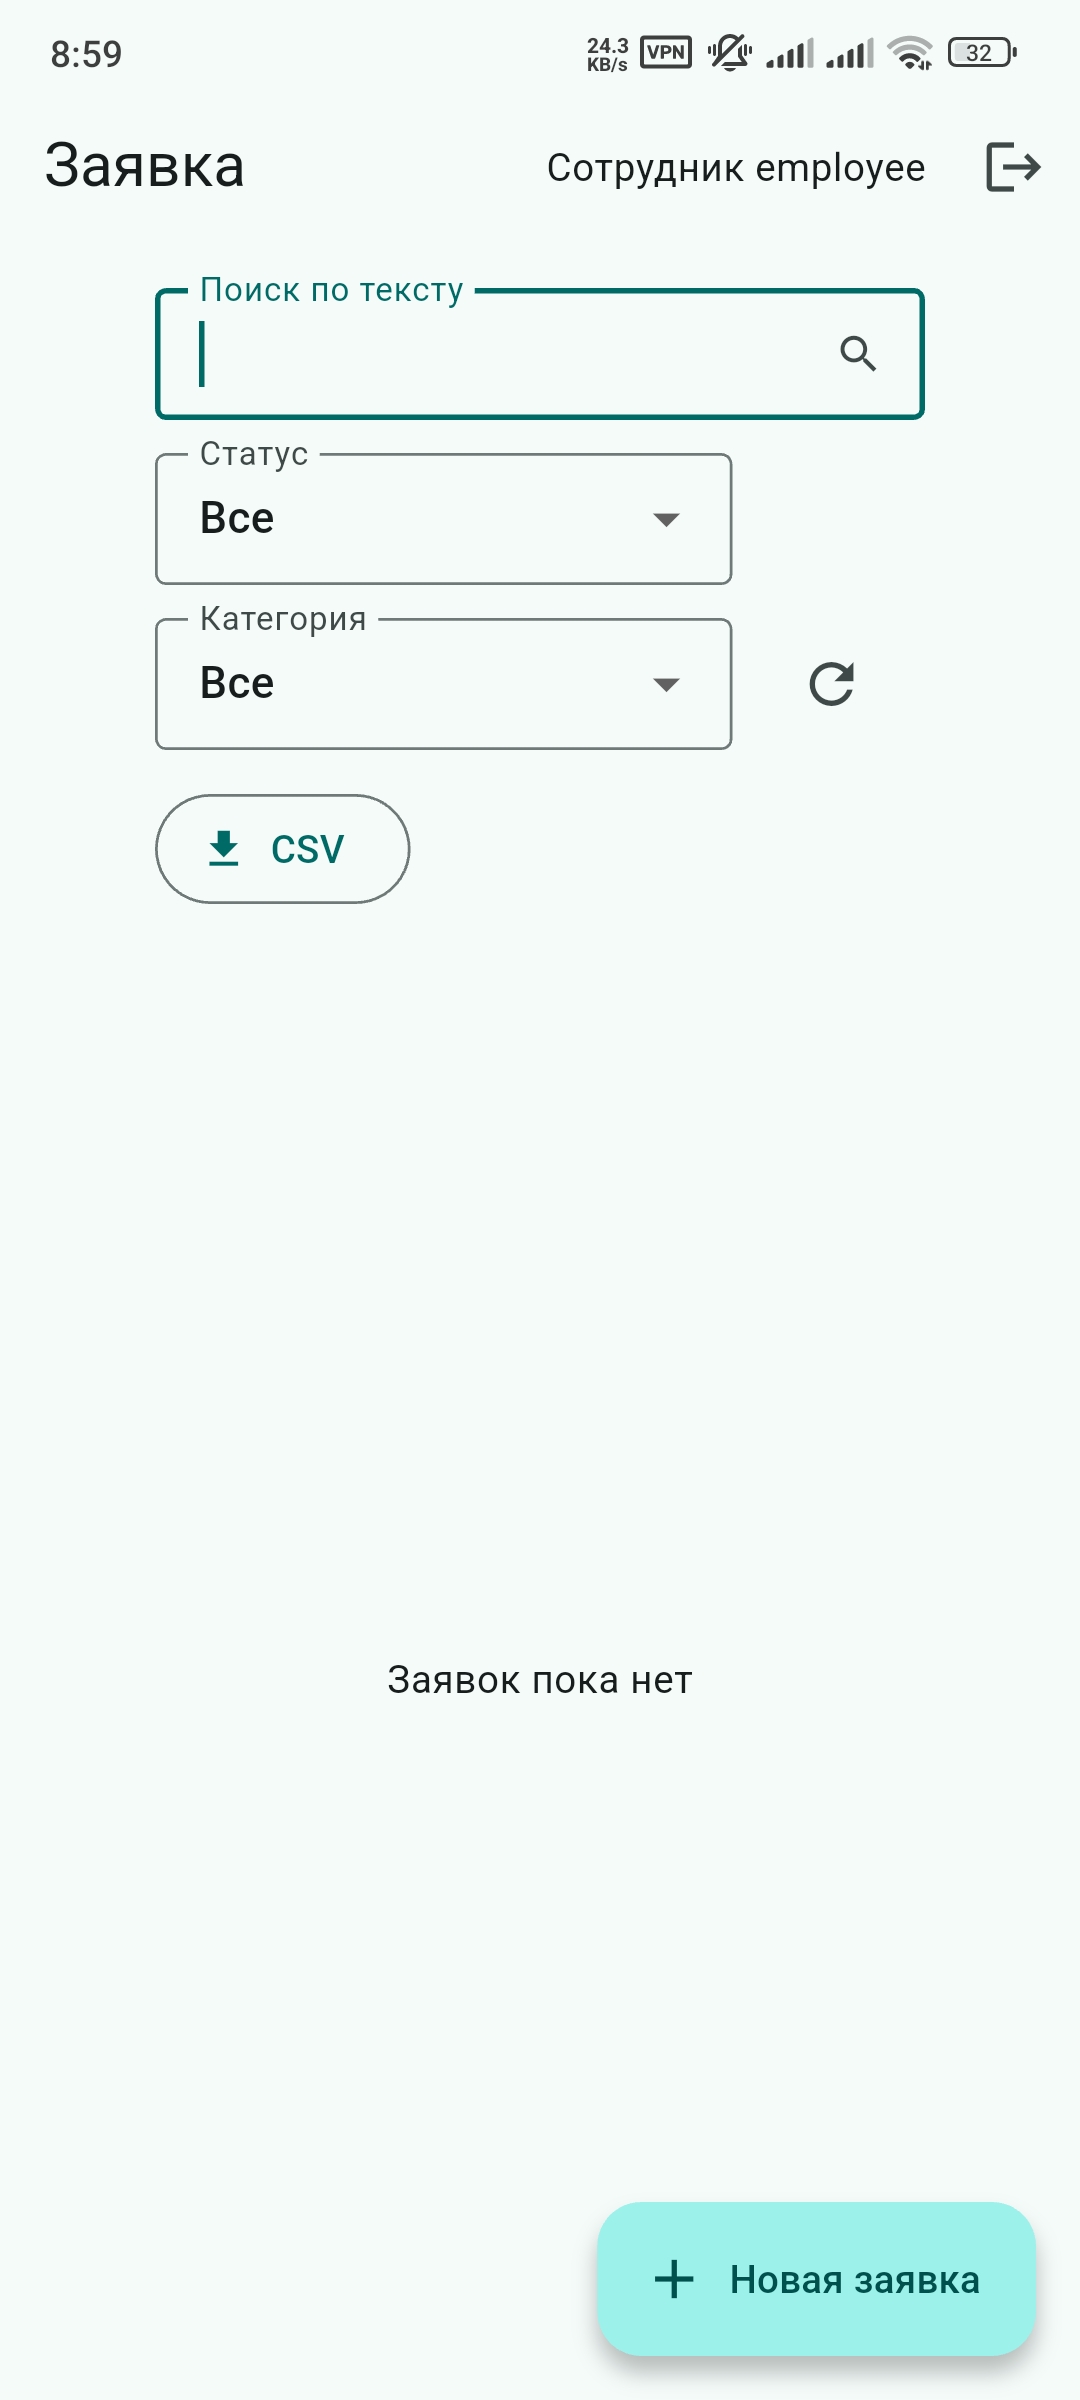 8:59
24.3
KB/s
VPN
32
Заявка
Сотрудник employee
Поиск по тексту
Статус
Все
Категория
Все
CSV
Заявок пока нет
Новая заявка